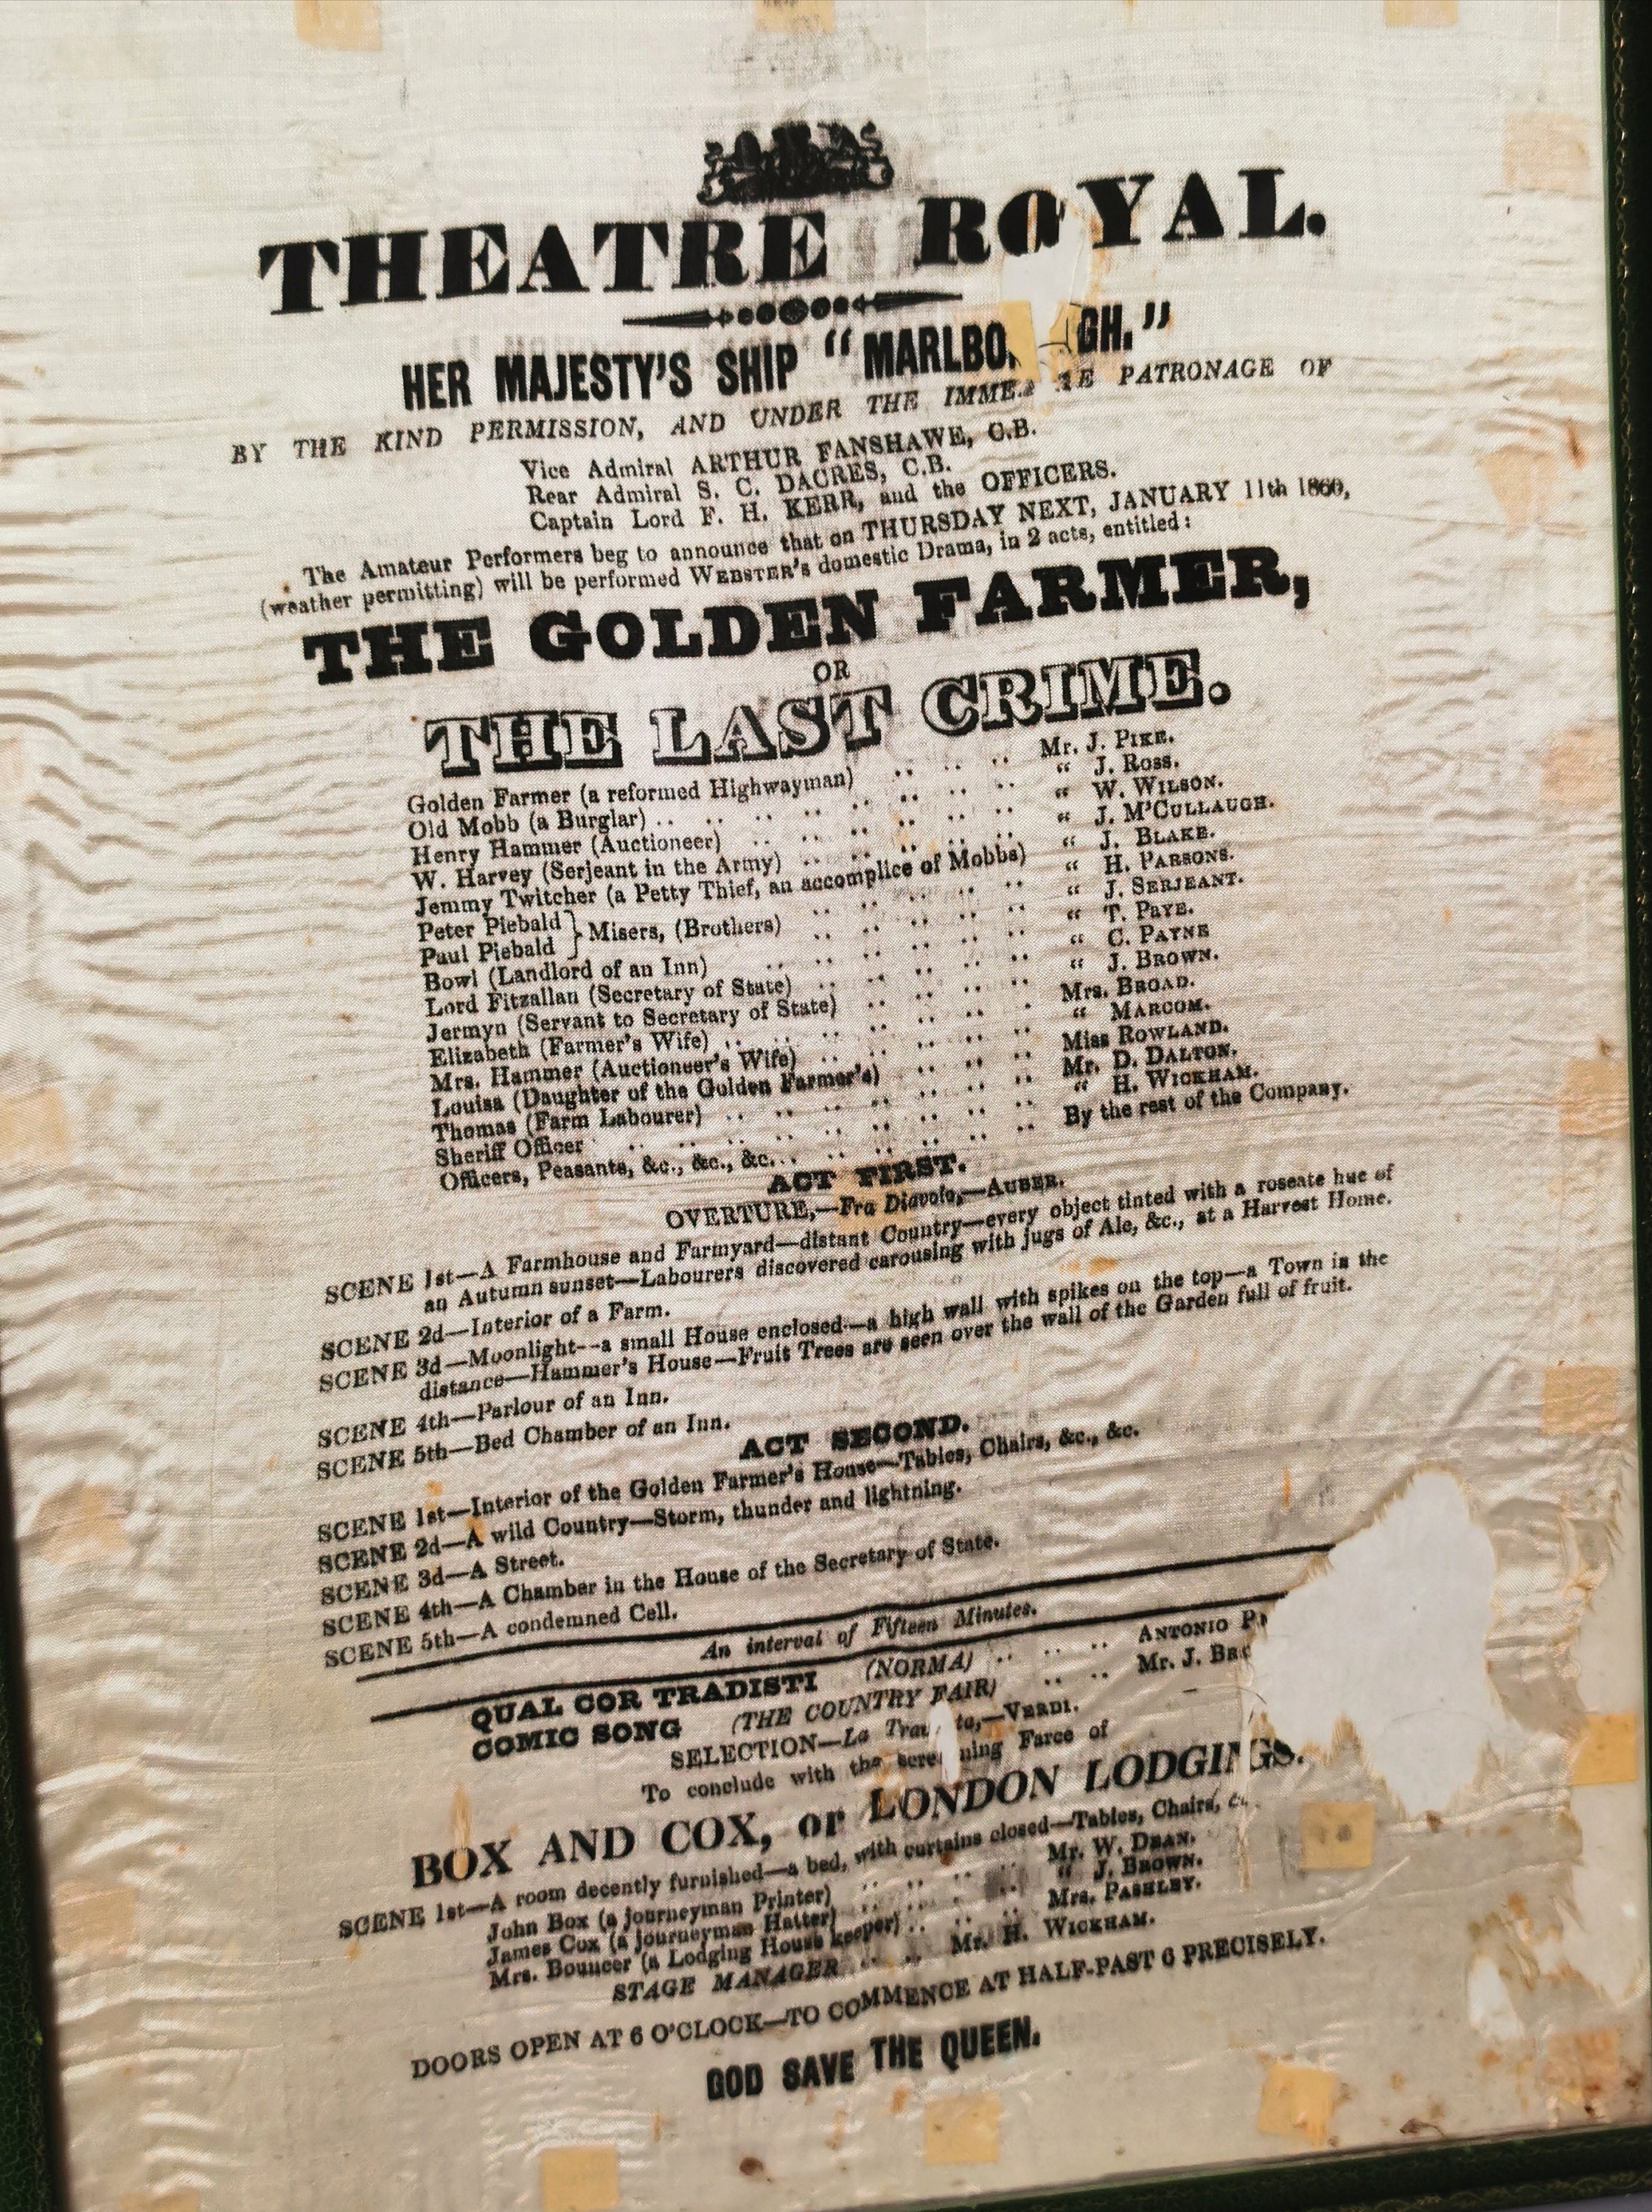 THEATRE ROYAL.
HER MAJESTY'S SHIP "MARLBO GH."
BY THE KIND PERMISSION, AND UNDER THE PATRONAGE OF
Vice Admiral ARTHUR FANSHAWE, C.B.
Rear Admiral S. C. DACRES, C.B.
Captain Lord F. H. KERR, and the OFFICERS.
The Amateur Performers beg to announce that on THURSDAY NEXT, JANUARY 11th 1860,
(weather permitting) will be performed WEBSTER'S domestic Drama, in 2 acts, entitled:
THE GOLDEN FARMER,
OR
THE LAST CRIME.
Golden Farmer (a reformed Highwayman) .. .. .. Mr. J. PIKE.
Old Mobb (a Burglar) .. .. .. .. .. .. " J. ROSS.
Henry Hammer (Auctioneer) .. .. .. .. .. " W. WILSON.
W. Harvey (Serjeant in the Army) .. .. .. .. " J. M'CULLAUGH.
Jemmy Twitcher (a Petty Thief, an accomplice of Mobbs) " J. BLAKE.
Peter Piebald } Misers, (Brothers) .. .. .. .. " H. PARSONS.
Paul Piebald } " J. SERJEANT.
Bowl (Landlord of an Inn) .. .. .. .. .. " T. PAYE.
Lord Fitzallan (Secretary of State) .. .. .. .. " C. PAYNE
Jermyn (Servant to Secretary of State) .. .. .. " J. BROWN.
Elizabeth (Farmer's Wife) .. .. .. .. .. Mrs. BROAD.
Mrs. Hammer (Auctioneer's Wife) .. .. .. .. " MARCOM.
Louisa (Daughter of the Golden Farmer's) .. .. .. Miss ROWLAND.
Thomas (Farm Labourer) .. .. .. .. .. Mr. D. DALTON.
Sheriff Officer .. .. .. .. .. .. " H. WICKHAM.
Officers, Peasants, &c., &c., &c. .. .. .. .. By the rest of the Company.
ACT FIRST.
OVERTURE,—Fra Diavolo,—AUBER.
SCENE 1st—A Farmhouse and Farmyard—distant Country—every object tinted with a roseate hue of
an Autumn sunset—Labourers discovered carousing with jugs of Ale, &c., at a Harvest Home.
SCENE 2d—Interior of a Farm.
SCENE 3d—Moonlight--a small House enclosed—a high wall with spikes on the top—a Town in the
distance—Hammer's House—Fruit Trees are seen over the wall of the Garden full of fruit.
SCENE 4th—Parlour of an Inn.
SCENE 5th—Bed Chamber of an Inn.
ACT SECOND.
SCENE 1st—Interior of the Golden Farmer's House—Tables, Chairs, &c., &c.
SCENE 2d—A wild Country—Storm, thunder and lightning.
SCENE 3d—A Street.
SCENE 4th—A Chamber in the House of the Secretary of State.
SCENE 5th—A condemned Cell.
An interval of Fifteen Minutes.
QUAL COR TRADISTI (NORMA) .. .. .. ANTONIO
COMIC SONG (THE COUNTRY FAIR) .. .. Mr. J.
SELECTION—La Tra ta,—VERDI.
To conclude with the scre ning Farce of
BOX AND COX, or LONDON LODGINGS.
SCENE 1st—A room decently furnished—a bed, with curtains closed—Tables, Chairs,
John Box (a journeyman Printer) .. .. .. Mr. W. DEAN.
James Cox (a journeyman Hatter) .. .. .. " J. BROWN.
Mrs. Bouncer (a Lodging House keeper) .. .. .. Mrs. PASHLEY.
STAGE MANAGER .. .. Mr. H. WICKHAM.
DOORS OPEN AT 6 O'CLOCK—TO COMMENCE AT HALF-PAST 6 PRECISELY.
GOD SAVE THE QUEEN.